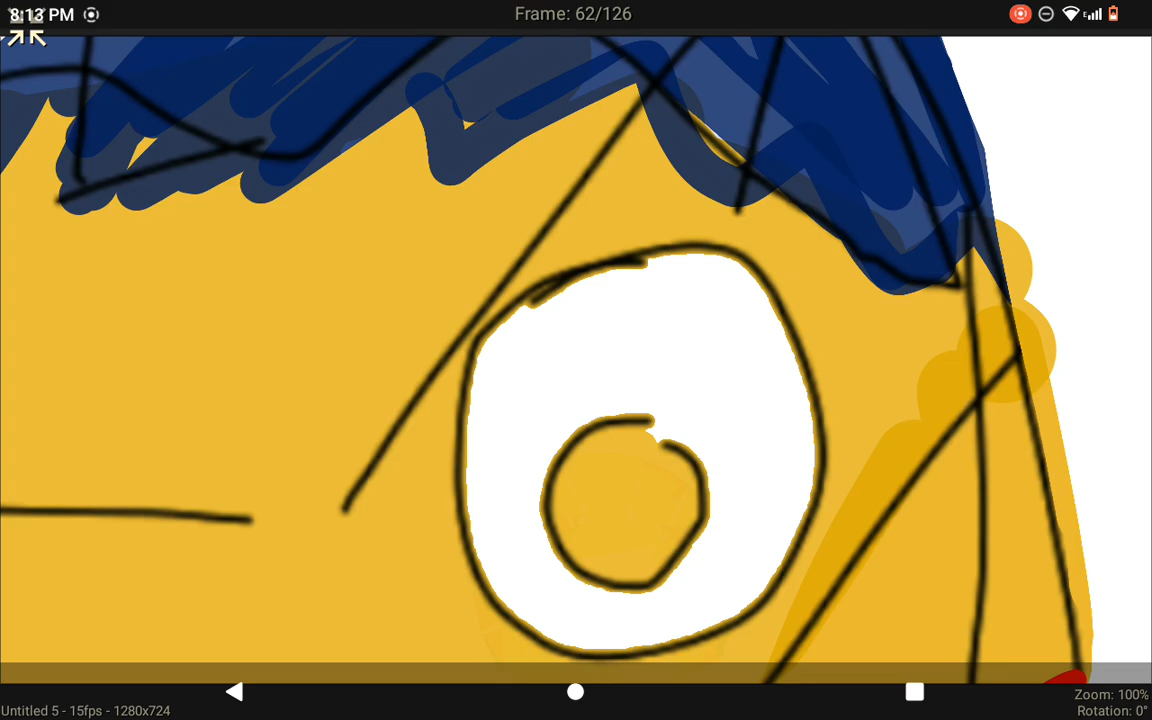 8:13 PM
Frame: 62/126
Untitled 5 - 15fps - 1280x724
Zoom: 100%
Rotation: 0°